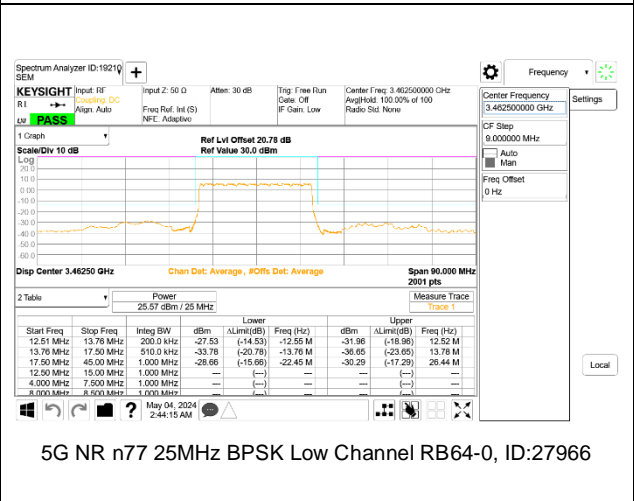 Spectrum Analyzer ID:19210
SEM
Frequency
KEYSIGHT Input: RF Input Z: 50 Ω Atten: 30 dB Trig: Free Run Center Freq: 3.462500000 GHz
Coupling: DC Gate: Off Avg|Hold: 100.00% of 100
Align: Auto Freq Ref: Int (S) IF Gain: Low Radio Std: None
NFE: Adaptive
PASS
Center Frequency
3.462500000 GHz
Settings
CF Step
9.000000 MHz
Auto
Man
Freq Offset
0 Hz
1 Graph
Ref Lvl Offset 20.78 dB
Scale/Div 10 dB Ref Value 30.0 dBm
Log
20.0
10.0
0.00
-10.0
-20.0
-30.0
-40.0
-50.0
-60.0
Disp Center 3.46250 GHz Chan Det: Average, #Offs Det: Average Span 90.000 MHz
2001 pts
2 Table Power Measure Trace
25.57 dBm / 25 MHz Trace 1
Lower Upper
Start Freq Stop Freq Integ BW dBm ΔLimit(dB) Freq (Hz) dBm ΔLimit(dB) Freq (Hz)
12.51 MHz 13.76 MHz 200.0 kHz -27.53 (-14.53) -12.55 M -31.96 (-18.96) 12.52 M
13.76 MHz 17.50 MHz 510.0 kHz -33.78 (-20.78) -13.76 M -36.65 (-23.65) 13.78 M
17.50 MHz 45.00 MHz 1.000 MHz -28.66 (-15.66) -22.45 M -30.29 (-17.29) 26.44 M
12.50 MHz 15.00 MHz 1.000 MHz --- (---) --- --- (---) ---
4.000 MHz 7.500 MHz 1.000 MHz --- (---) --- --- (---) ---
8.000 MHz 8.500 MHz 1.000 MHz --- (---) --- --- (---) ---
Local
May 04, 2024
2:44:15 AM
5G NR n77 25MHz BPSK Low Channel RB64-0, ID:27966